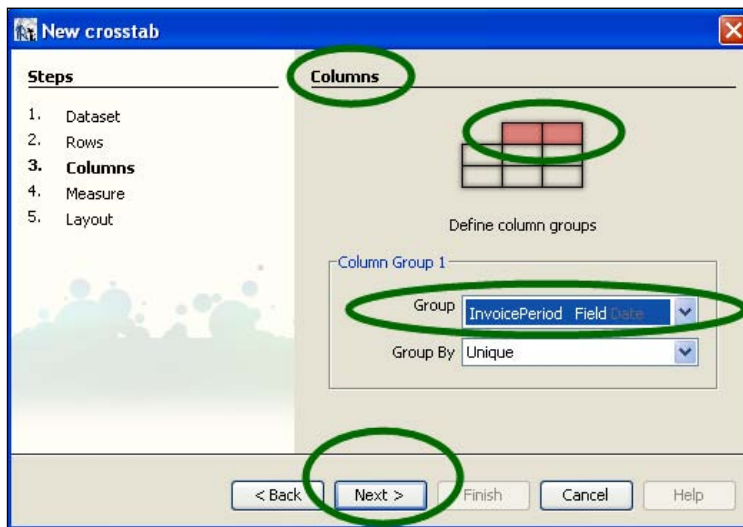 New crosstab
Steps
1. Dataset
2. Rows
3. Columns
4. Measure
5. Layout
Columns
Define column groups
Column Group 1
Group InvoicePeriod Field Date
Group By Unique
< Back Next > Finish Cancel Help